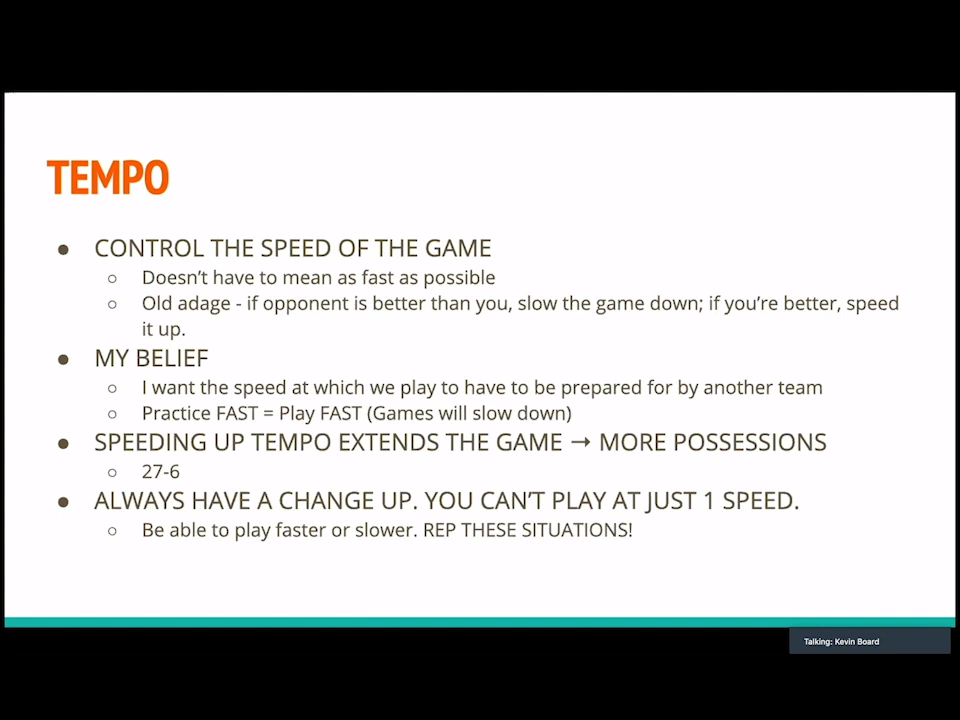 TEMPO
● CONTROL THE SPEED OF THE GAME
○ Doesn't have to mean as fast as possible
○ Old adage - if opponent is better than you, slow the game down; if you're better, speed
it up.
● MY BELIEF
○ I want the speed at which we play to have to be prepared for by another team
○ Practice FAST = Play FAST (Games will slow down)
● SPEEDING UP TEMPO EXTENDS THE GAME → MORE POSSESSIONS
○ 27-6
● ALWAYS HAVE A CHANGE UP. YOU CAN'T PLAY AT JUST 1 SPEED.
○ Be able to play faster or slower. REP THESE SITUATIONS!
Talking: Kevin Board